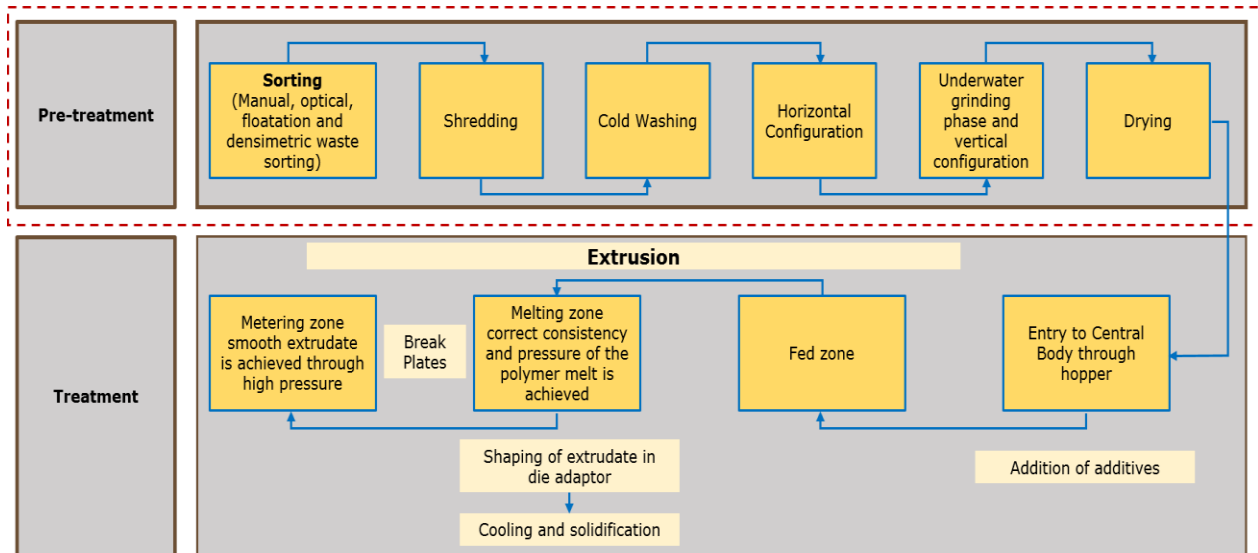 Pre-treatment
Sorting
(Manual, optical,
floatation and
densimetric waste
sorting)
Shredding
Cold Washing
Horizontal
Configuration
Underwater
grinding
phase and
vertical
configuration
Drying
Treatment
Extrusion
Metering zone
smooth extrudate
is achieved through
high pressure
Break
Plates
Melting zone
correct consistency
and pressure of the
polymer melt is
achieved
Fed zone
Entry to Central
Body through
hopper
Shaping of extrudate in
die adaptor
Addition of additives
Cooling and solidification